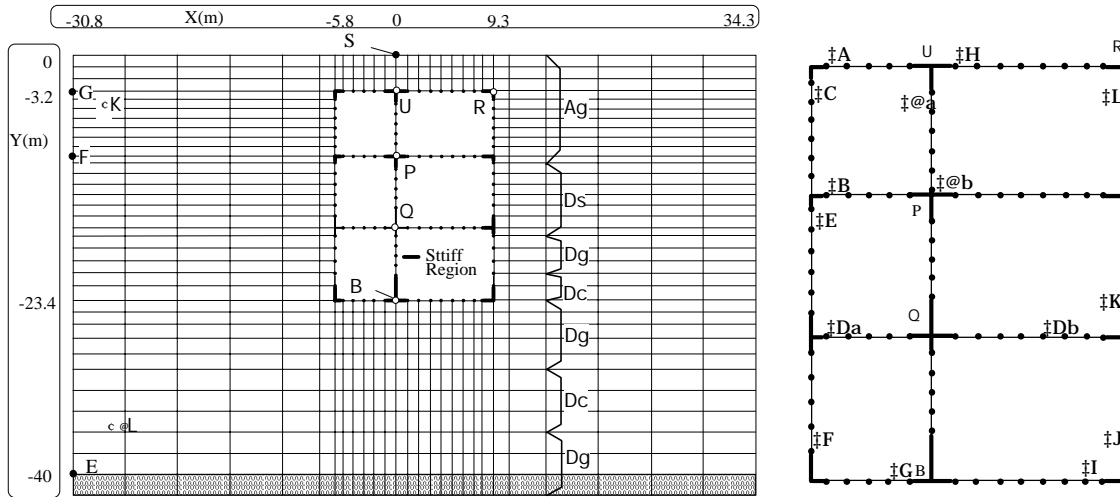 X(m)
-30.8 -5.8 0 9.3 34.3
S
0
-3.2
Y(m)
-23.4
-40
G
cK
F
U
R
P
Q
Sttiff
Region
B
c@L
E
Ag
Ds
Dg
Dc
Dg
Dc
Dg
‡A
U
‡H
R
‡C
‡@a
‡L
‡B
‡@b
P
‡E
Q
‡K
‡Da
‡Db
‡F
‡J
‡G
B
‡I